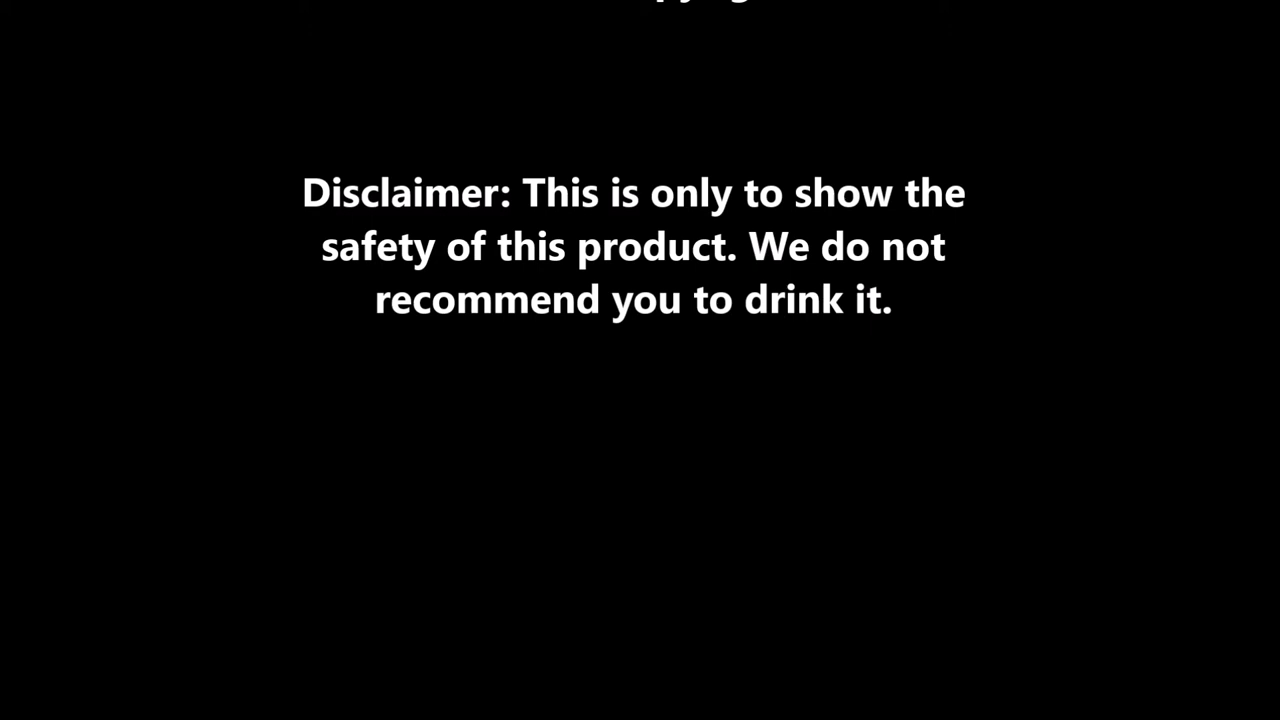 Disclaimer: This is only to show the
safety of this product. We do not
recommend you to drink it.